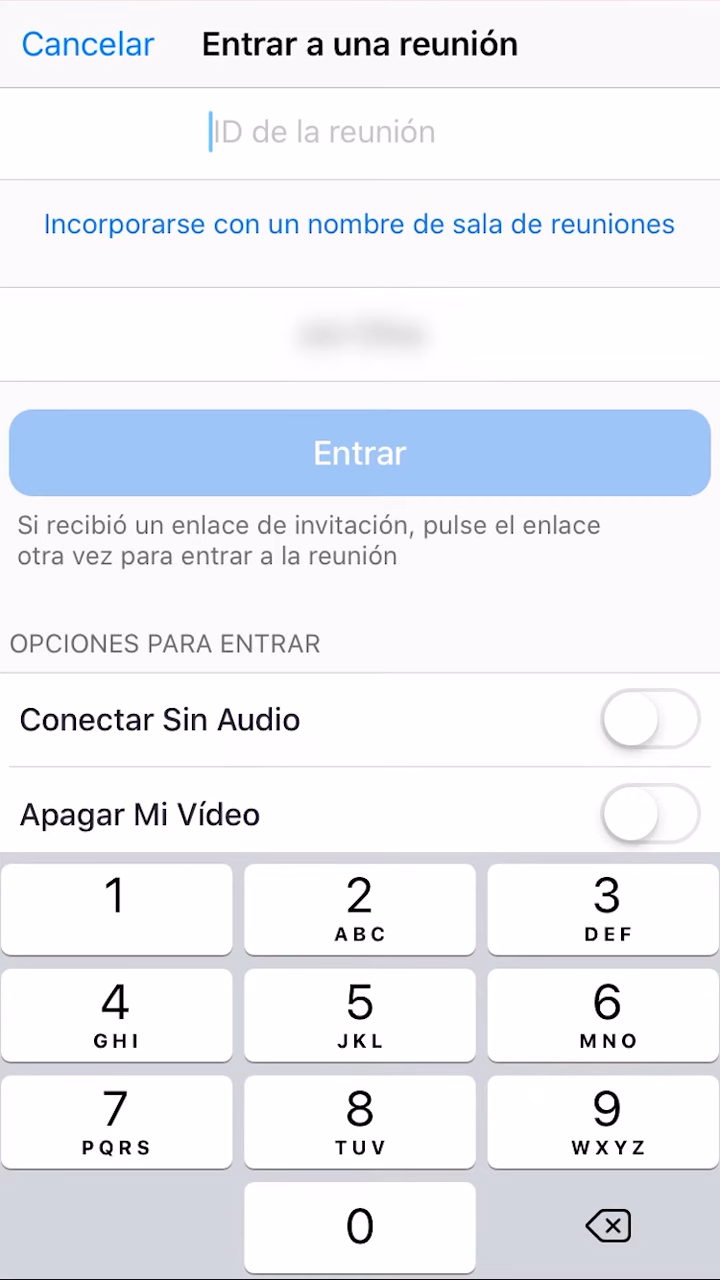 Cancelar Entrar a una reunión
ID de la reunión
Incorporarse con un nombre de sala de reuniones
Entrar
Si recibió un enlace de invitación, pulse el enlace
otra vez para entrar a la reunión
OPCIONES PARA ENTRAR
Conectar Sin Audio
Apagar Mi Vídeo
1 2 3
ABC DEF
4 5 6
GHI JKL MNO
7 8 9
PQRS TUV WXYZ
0